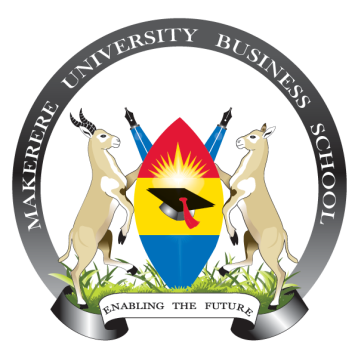 MAKERERE UNIVERSITY BUSINESS SCHOOL
ENABLING THE FUTURE